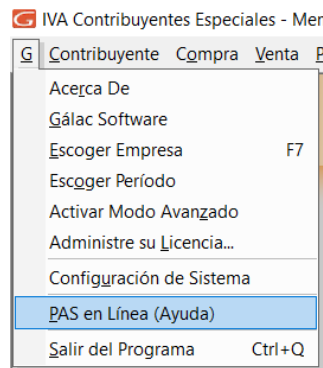 G IVA Contribuyentes Especiales - Mer
G Contribuyente Compra Venta
Acerca De
Gálac Software
Escoger Empresa F7
Escoger Período
Activar Modo Avanzado
Administre su Licencia...
Configuración de Sistema
PAS en Línea (Ayuda)
Salir del Programa Ctrl+Q